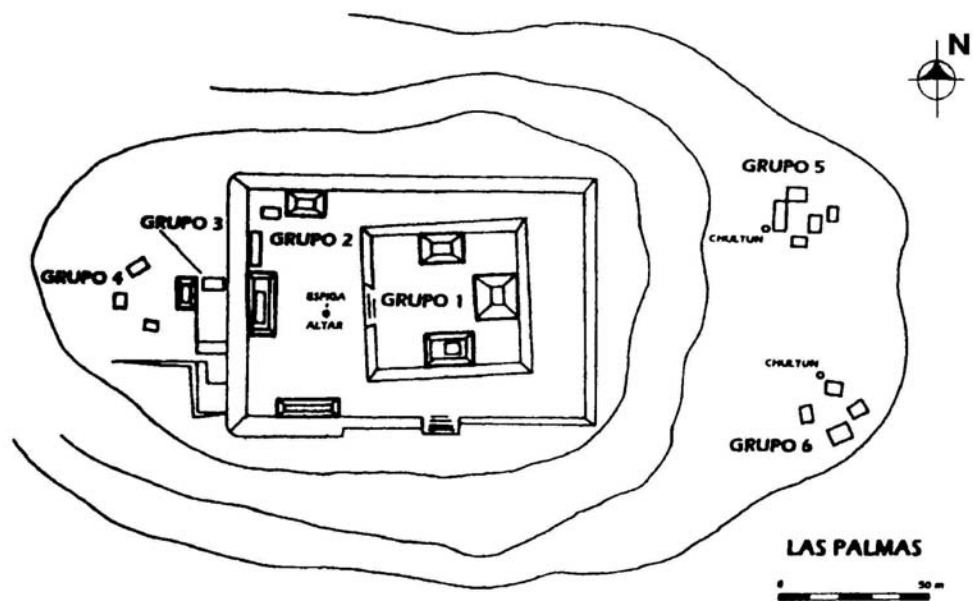 N
GRUPO 5
CHULTUN
GRUPO 3
GRUPO 2
GRUPO 4
ESPIGA
ALTAR
GRUPO 1
CHULTUN
GRUPO 6
LAS PALMAS
0 50 m